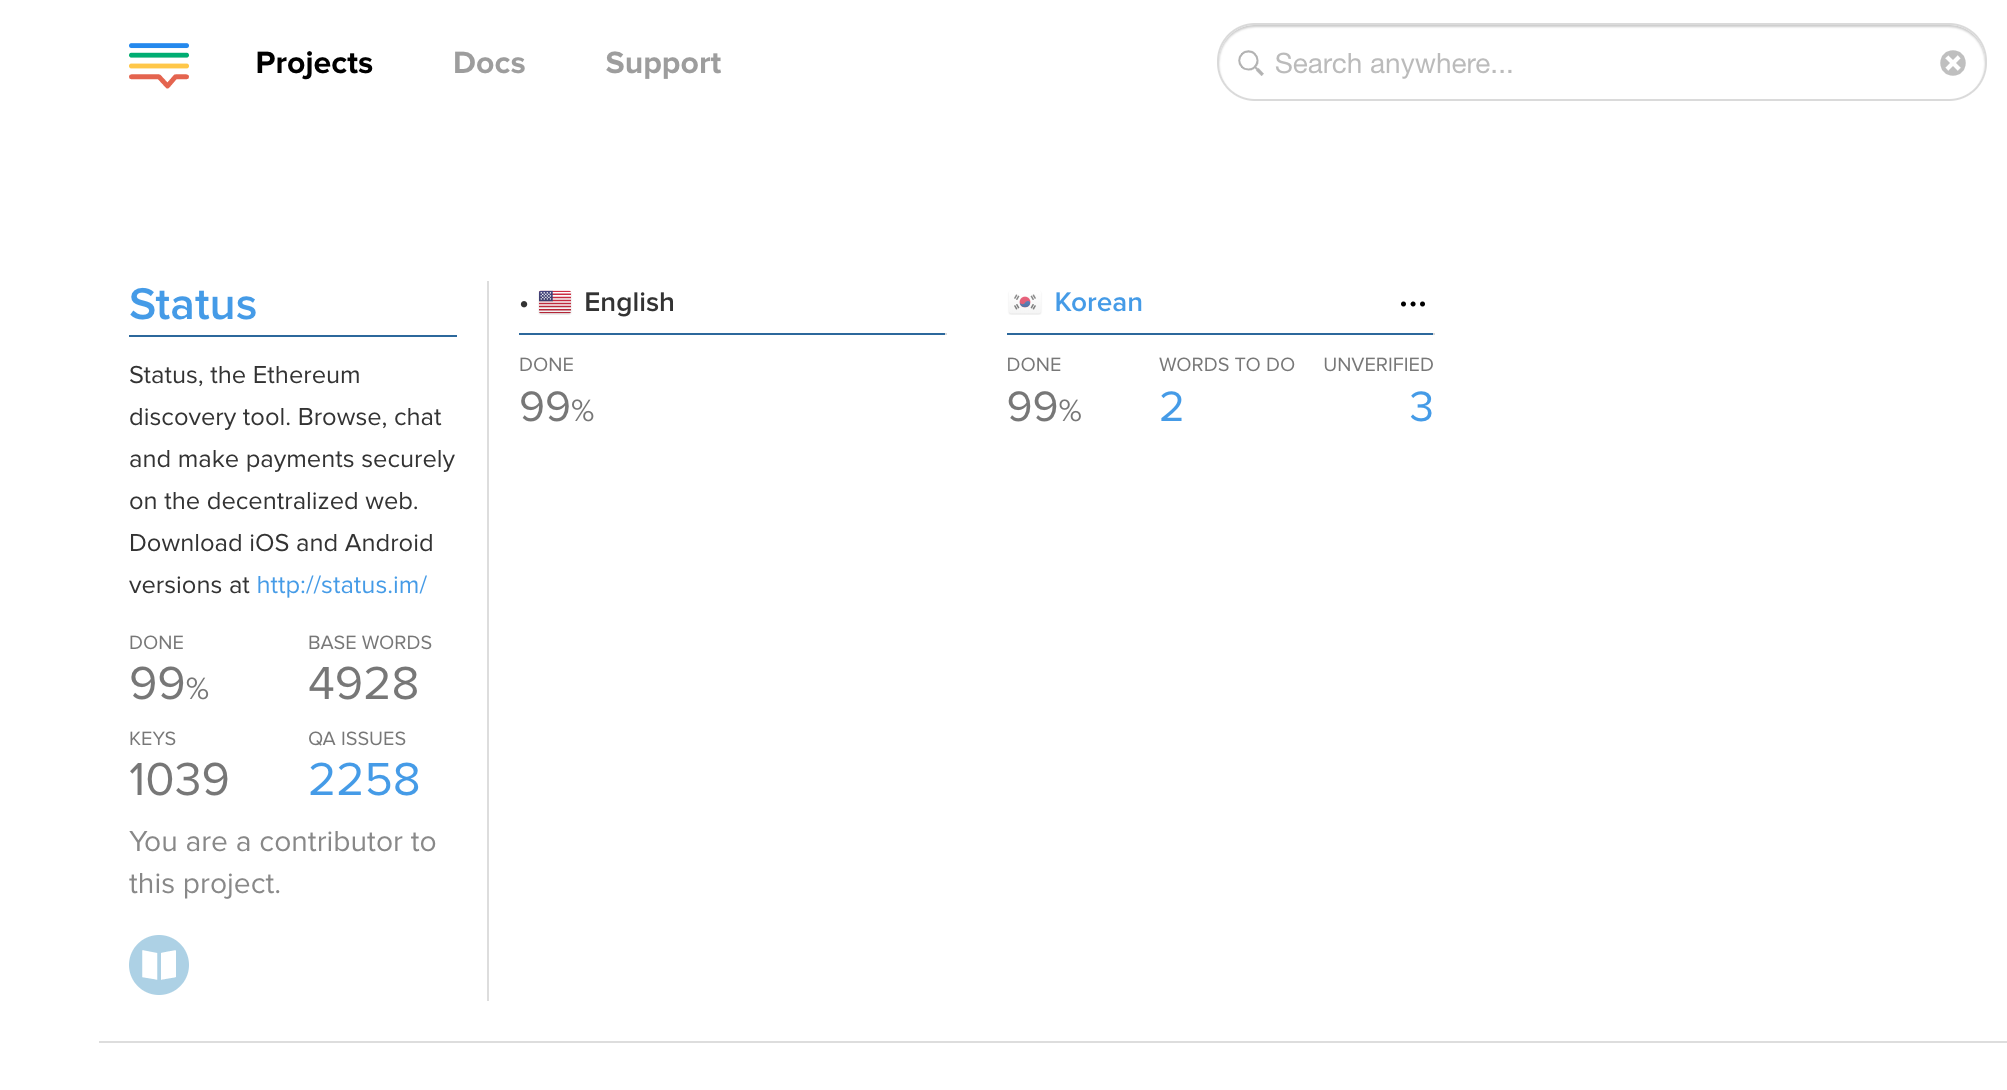 Projects Docs Support Search anywhere...
Status
Status, the Ethereum
discovery tool. Browse, chat
and make payments securely
on the decentralized web.
Download iOS and Android
versions at http://status.im/
DONE BASE WORDS
99% 4928
KEYS QA ISSUES
1039 2258
You are a contributor to
this project.
• English
DONE
99%
Korean ...
DONE WORDS TO DO UNVERIFIED
99% 2 3